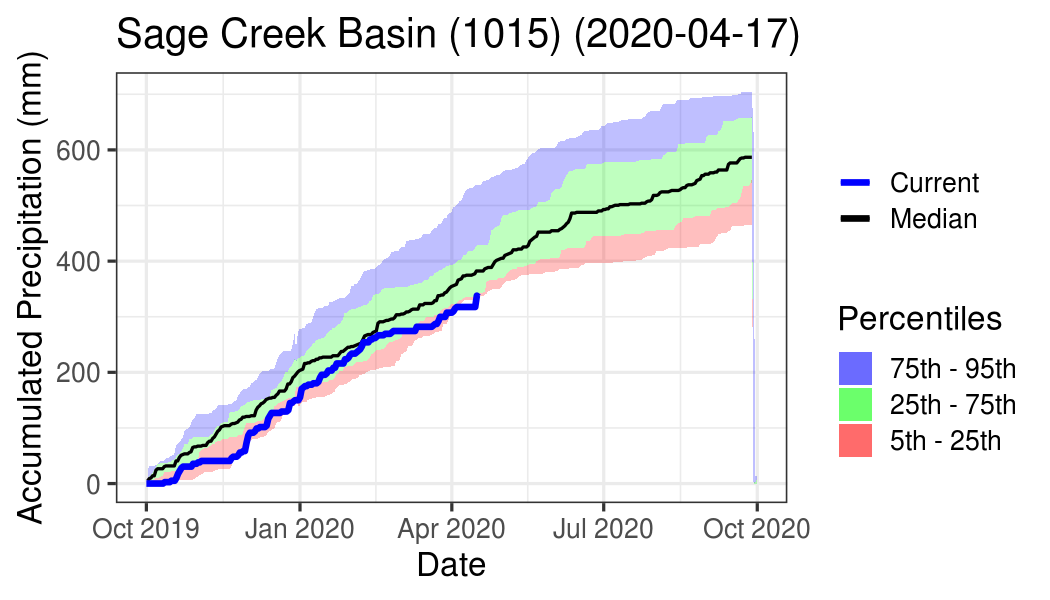 Sage Creek Basin (1015) (2020-04-17)
Accumulated Precipitation (mm)
600
400
200
0
Oct 2019
Jan 2020
Apr 2020
Jul 2020
Oct 2020
Date
Current
Median
Percentiles
75th - 95th
25th - 75th
5th - 25th